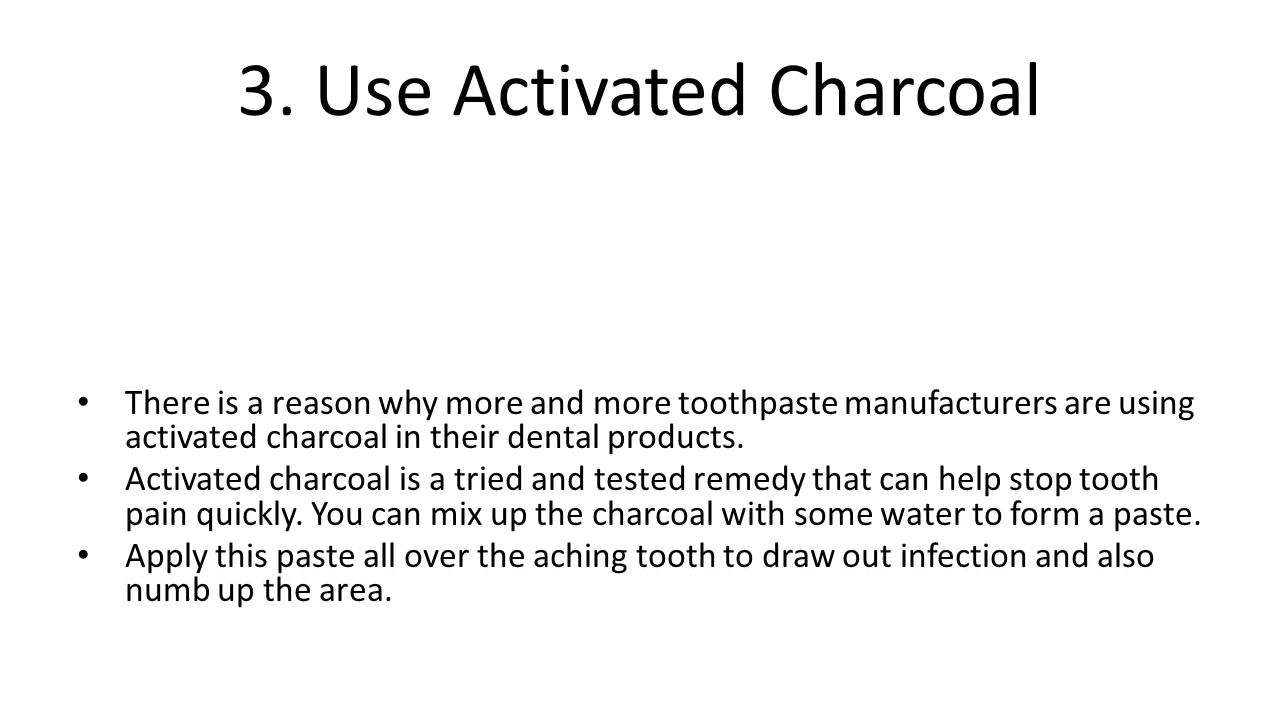 3. Use Activated Charcoal
• There is a reason why more and more toothpaste manufacturers are using
activated charcoal in their dental products.
• Activated charcoal is a tried and tested remedy that can help stop tooth
pain quickly. You can mix up the charcoal with some water to form a paste.
• Apply this paste all over the aching tooth to draw out infection and also
numb up the area.